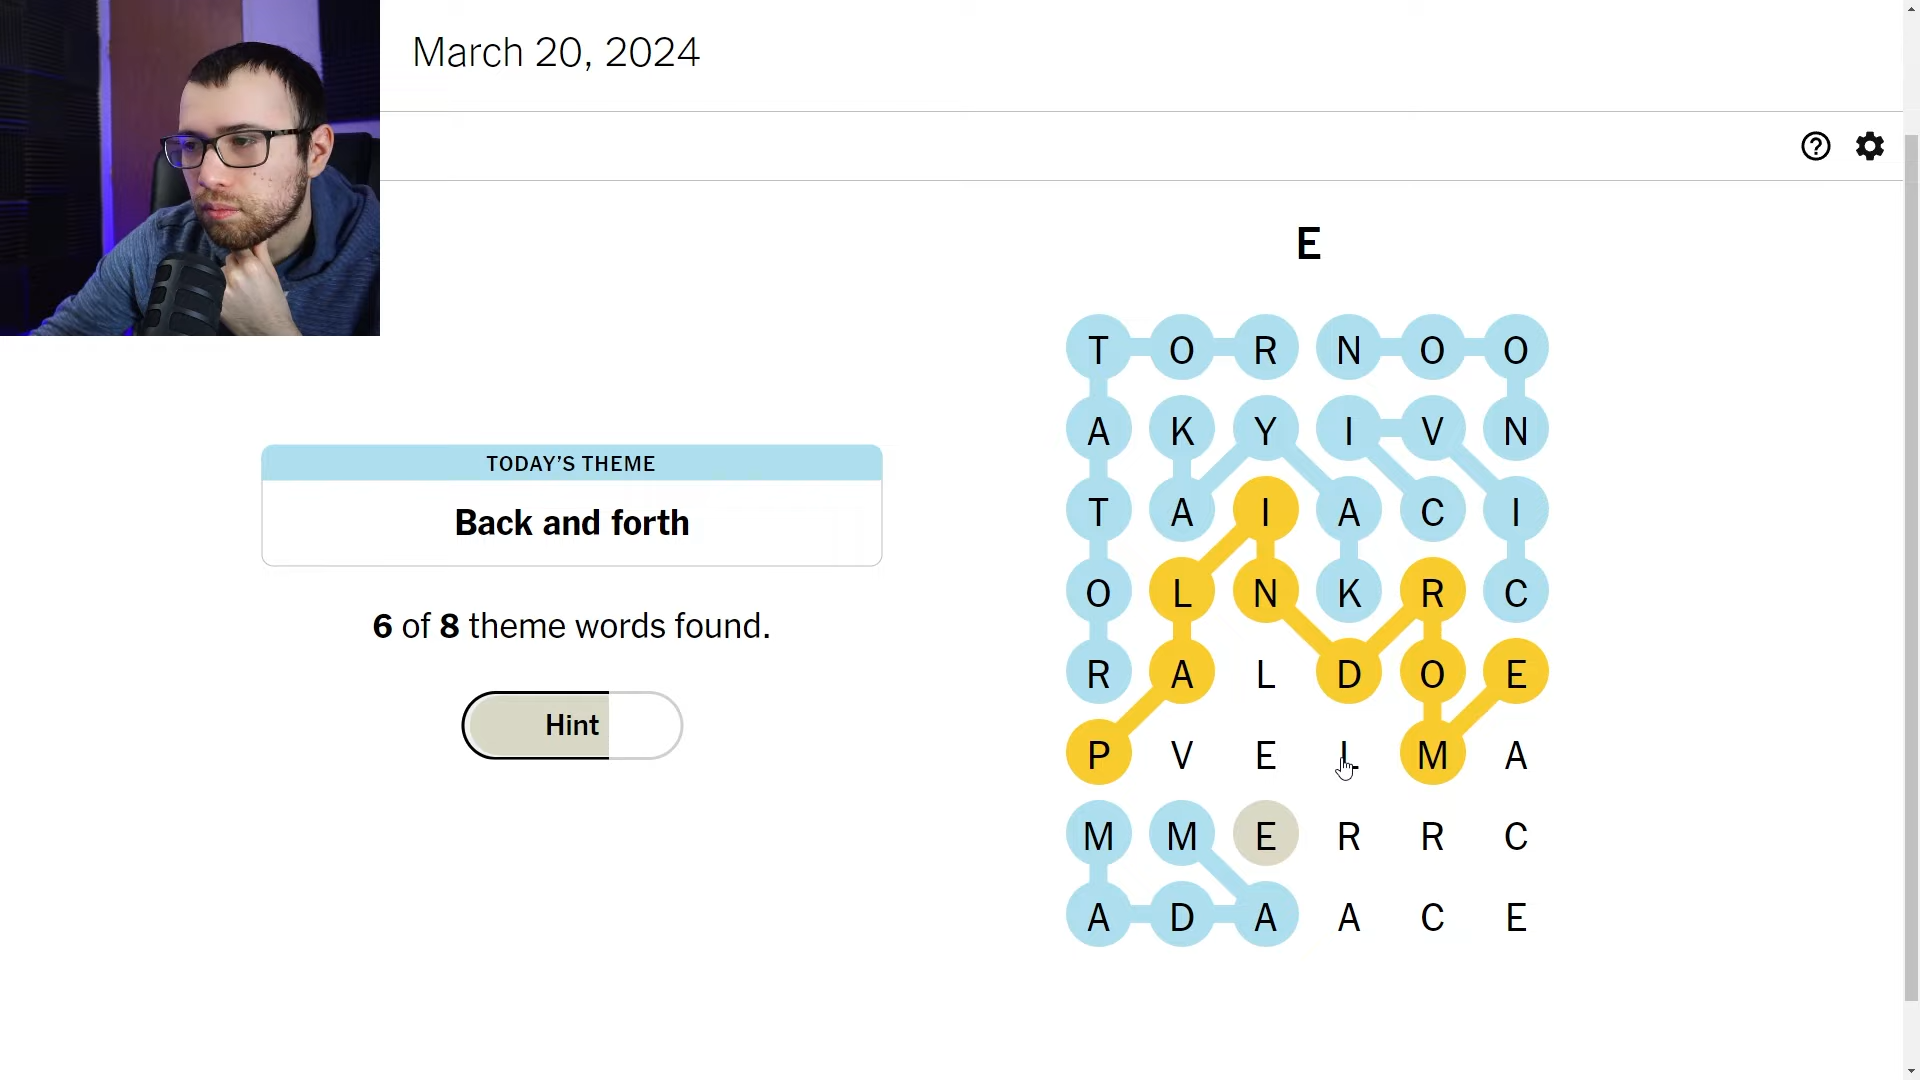 March 20, 2024
E
TODAY'S THEME
Back and forth
6 of 8 theme words found.
Hint
T O R N O O
A K Y I V N
T A I A C I
O L N K R C
R A L D O E
P V E L M A
M M E R R C
A D A A C E